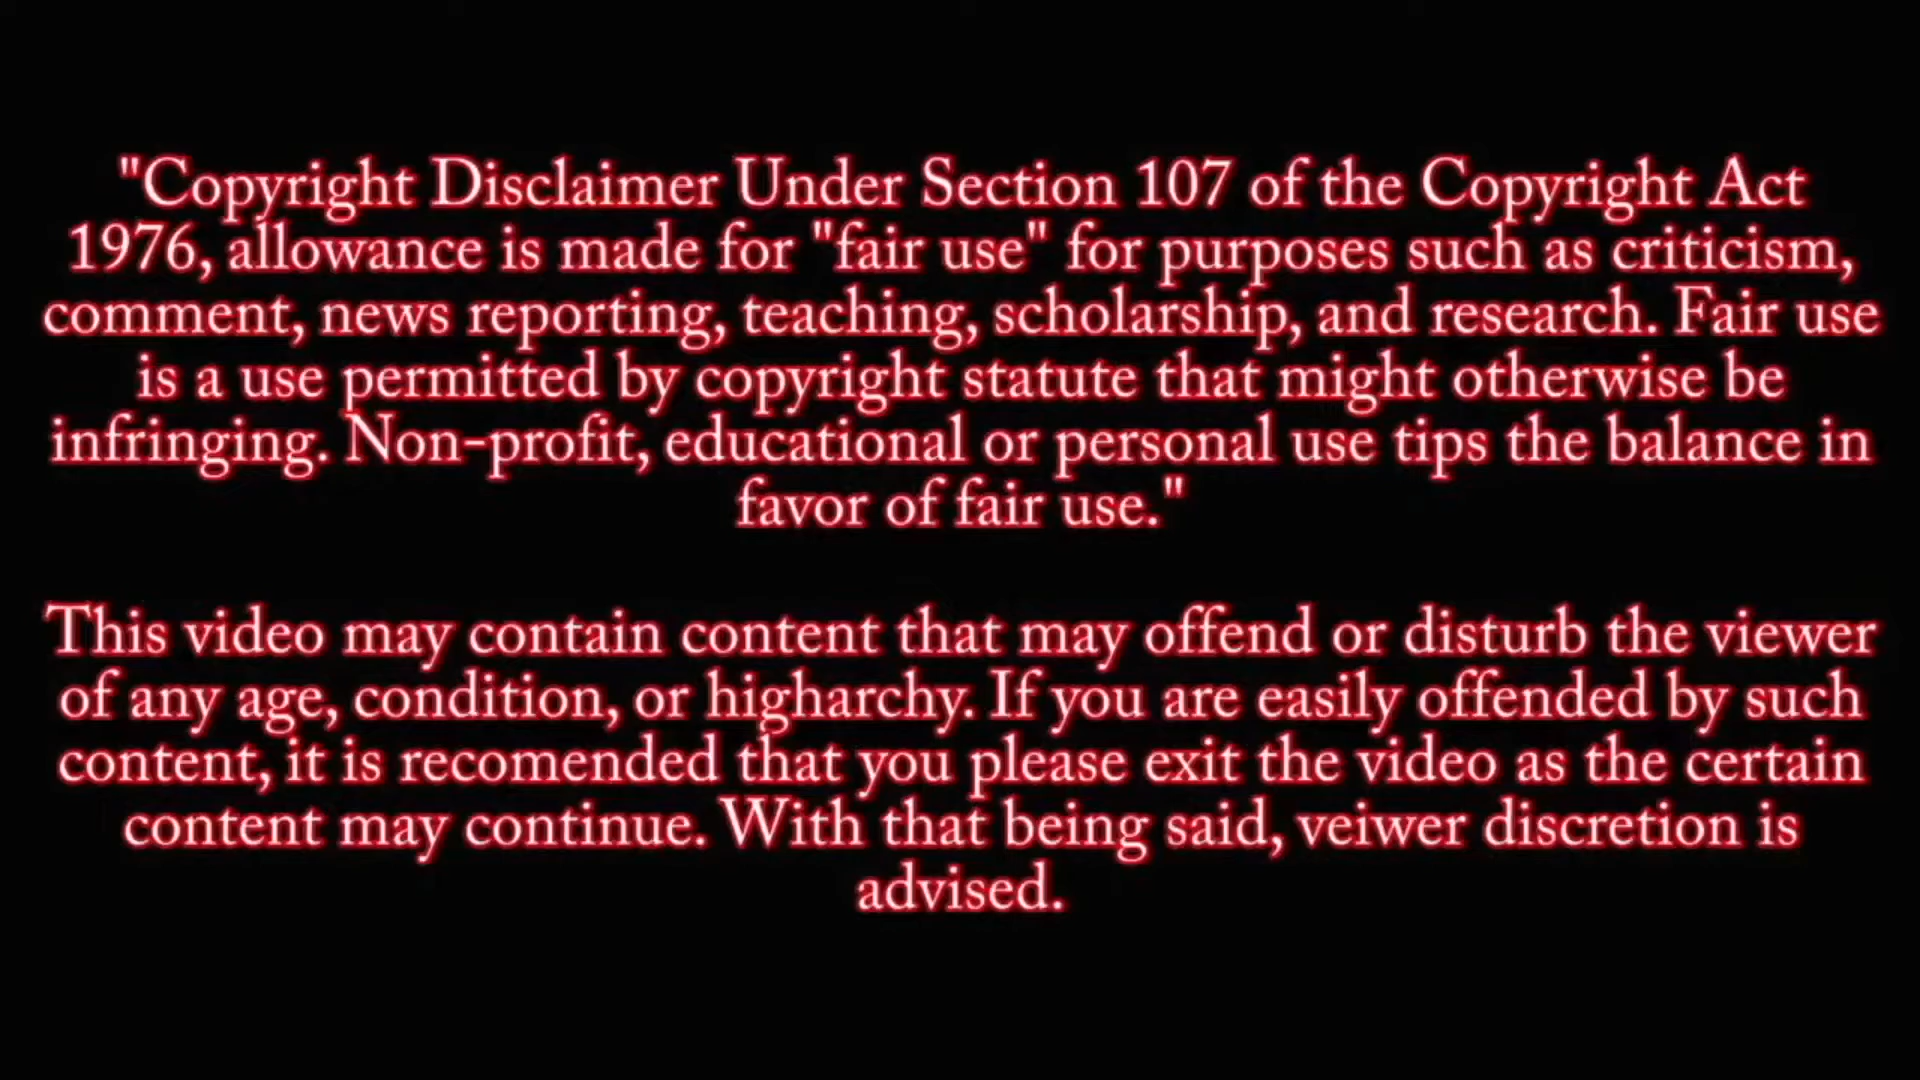 "Copyright Disclaimer Under Section 107 of the Copyright Act
1976, allowance is made for "fair use" for purposes such as criticism,
comment, news reporting, teaching, scholarship, and research. Fair use
is a use permitted by copyright statute that might otherwise be
infringing. Non-profit, educational or personal use tips the balance in
favor of fair use."
This video may contain content that may offend or disturb the viewer
of any age, condition, or higharchy. If you are easily offended by such
content, it is recomended that you please exit the video as the certain
content may continue. With that being said, veiwer discretion is
advised.